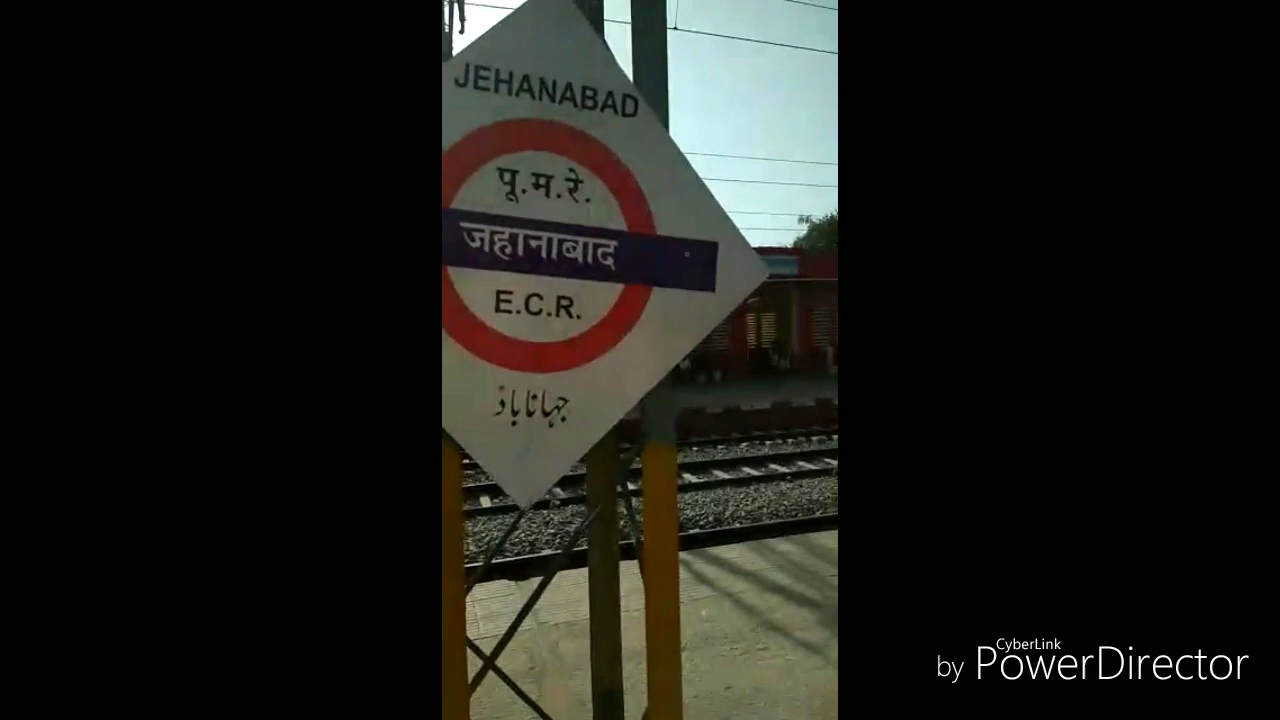 JEHANABAD
पू.म.रे.
जहानाबाद
E.C.R.
جہاناباد
CyberLink
by PowerDirector